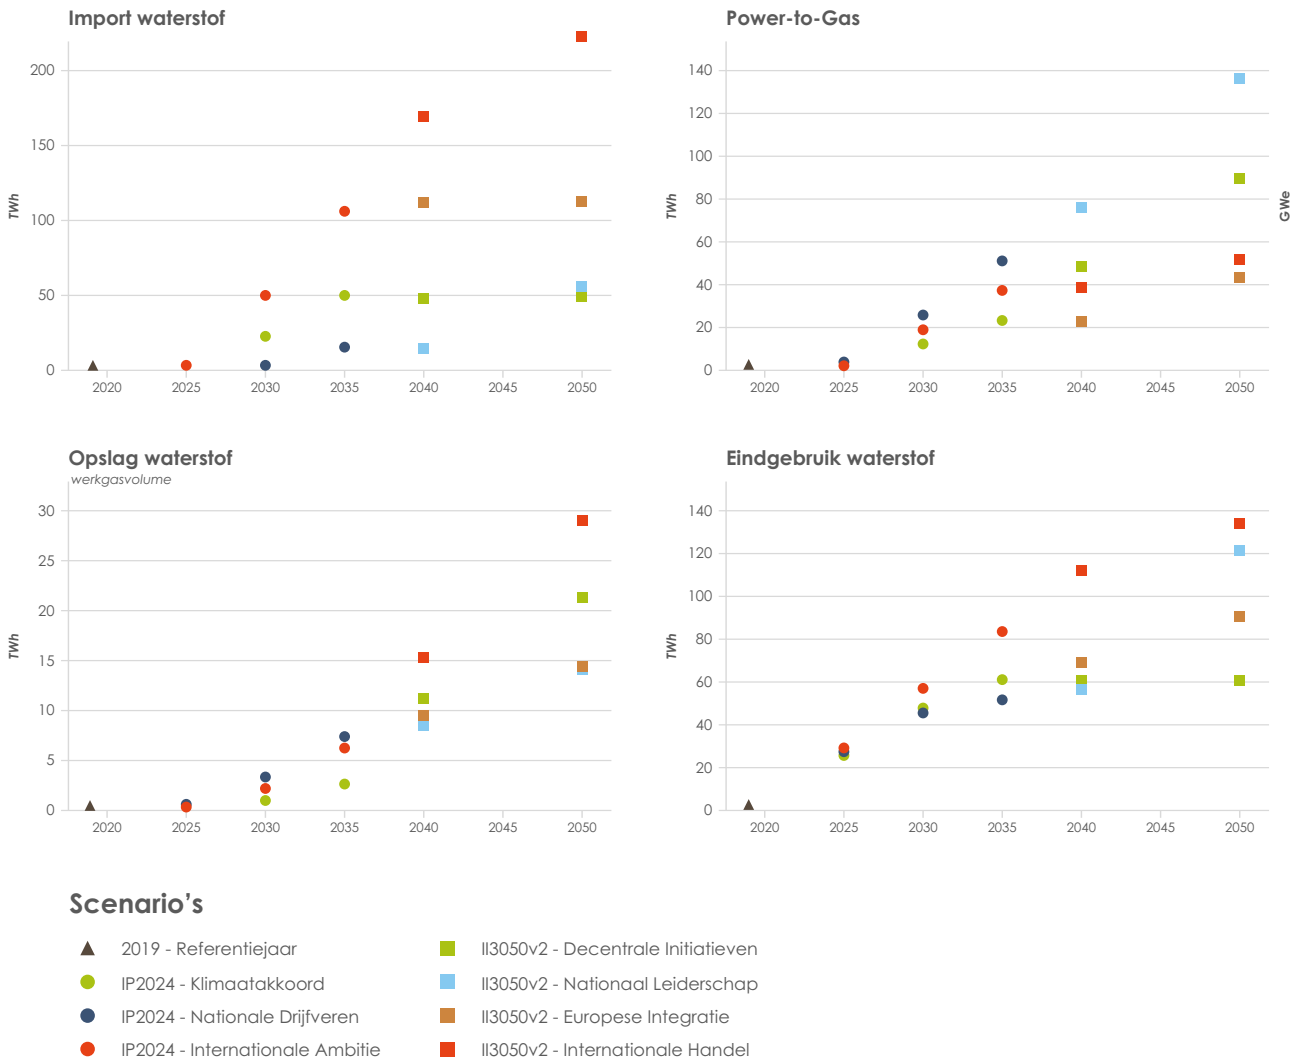 Import waterstof
200
150
100
50
0
TWh
2020 2025 2030 2035 2040 2045 2050
Power-to-Gas
140
120
100
80
60
40
20
0
TWh
GWe
2020 2025 2030 2035 2040 2045 2050
Opslag waterstof
werkgasvolume
30
25
20
15
10
5
0
TWh
2020 2025 2030 2035 2040 2045 2050
Eindgebruik waterstof
140
120
100
80
60
40
20
0
TWh
2020 2025 2030 2035 2040 2045 2050
Scenario's
2019 - Referentiejaar
IP2024 - Klimaatakkoord
IP2024 - Nationale Drijfveren
IP2024 - Internationale Ambitie
II3050v2 - Decentrale Initiatieven
II3050v2 - Nationaal Leiderschap
II3050v2 - Europese Integratie
II3050v2 - Internationale Handel